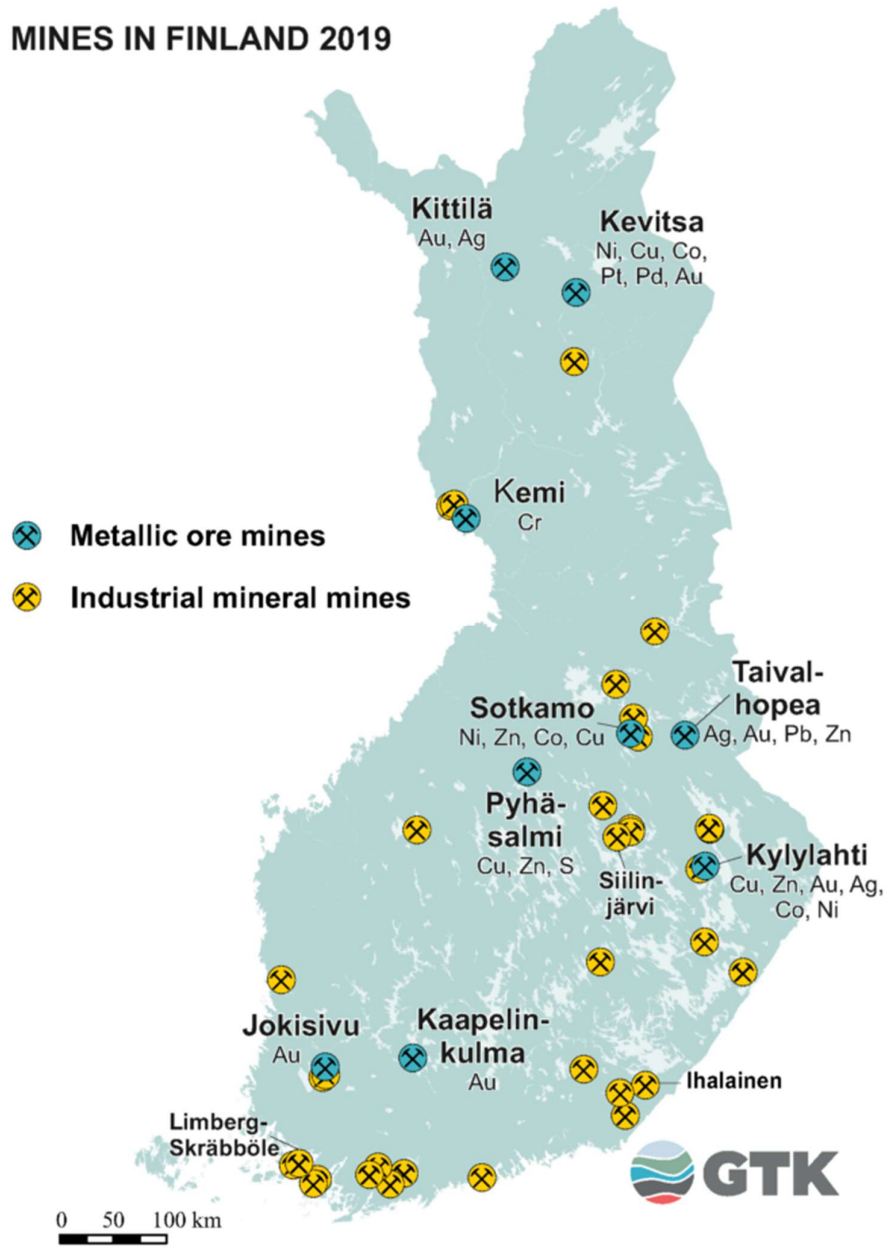 MINES IN FINLAND 2019
Kittilä
Au, Ag
Kevitsa
Ni, Cu, Co,
Pt, Pd, Au
Kemi
Cr
Metallic ore mines
Industrial mineral mines
Taival-
hopea
Ag, Au, Pb, Zn
Sotkamo
Ni, Zn, Co, Cu
Pyhä-
salmi
Cu, Zn, S
Siilin-
järvi
Kylylahti
Cu, Zn, Au, Ag,
Co, Ni
Jokisivu
Au
Kaapelin-
kulma
Au
Ihalainen
Limberg-
Skräbböle
GTK
0 50 100 km